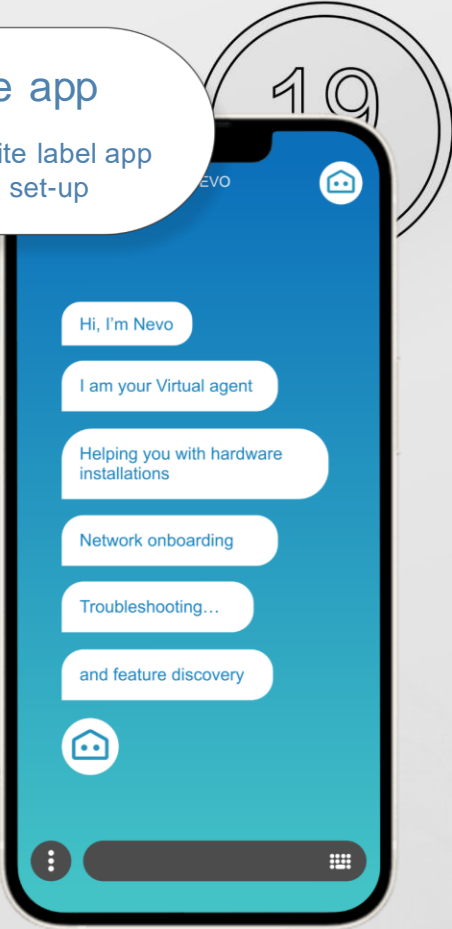 e app
ite label app
set-up
19
EVO
Hi, I'm Nevo
I am your Virtual agent
Helping you with hardware
installations
Network onboarding
Troubleshooting…
and feature discovery